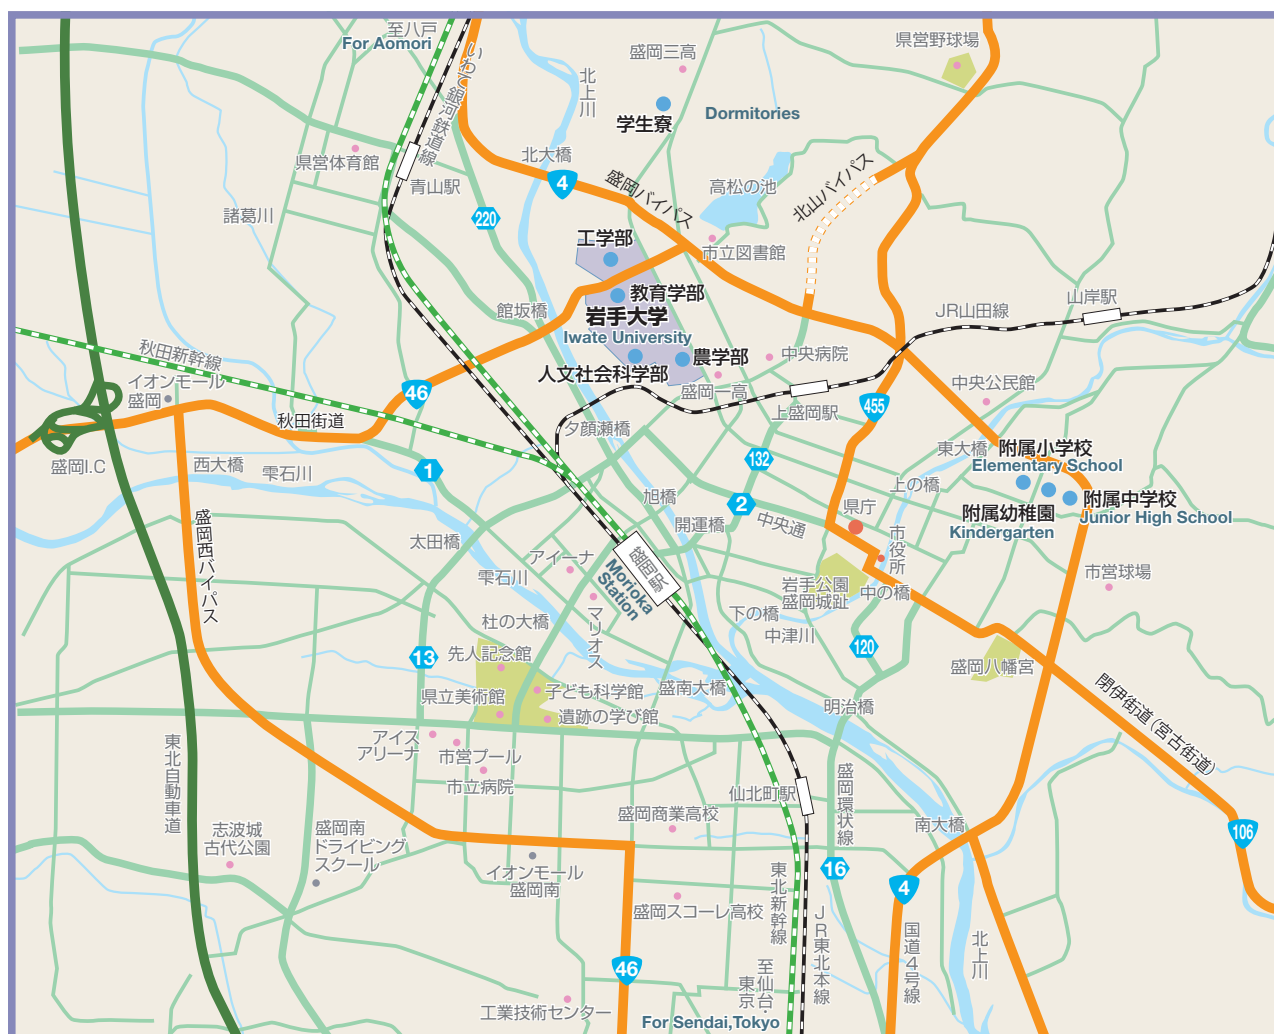 至八戸
For Aomori
いわて銀河鉄道線
北上川
盛岡三高
県営野球場
学生寮
Dormitories
県営体育館
青山駅
北大橋
4
盛岡バイパス
高松の池
北山バイパス
諸葛川
220
工学部
市立図書館
教育学部
岩手大学
Iwate University
館坂橋
JR山田線
山岸駅
秋田新幹線
イオンモール
盛岡
農学部
中央病院
人文社会科学部
盛岡一高
中央公民館
46
上盛岡駅
455
秋田街道
夕顔瀬橋
東大橋
附属小学校
Elementary School
盛岡I.C
西大橋
雫石川
1
132
上の橋
旭橋
2
県庁
附属中学校
Junior High School
附属幼稚園
Kindergarten
開運橋
中央通
盛岡西バイパス
太田橋
アイーナ
盛岡駅
Morioka
Station
市役所
雫石川
岩手公園
盛岡城趾
中の橋
市営球場
杜の大橋
マリオス
下の橋
中津川
13
先人記念館
120
盛岡八幡宮
県立美術館
子ども科学館
盛南大橋
遺跡の学び館
明治橋
閉伊街道(宮古街道)
アイス
アリーナ
市営プール
市立病院
東北自動車道
仙北町駅
盛岡環状線
盛岡商業高校
南大橋
106
志波城
古代公園
盛岡南
ドライビング
スクール
イオンモール
盛岡南
16
4
東北新幹線
盛岡スコーレ高校
JR東北本線
国道4号線
北上川
46
至仙台・
東京
工業技術センター
For Sendai,Tokyo